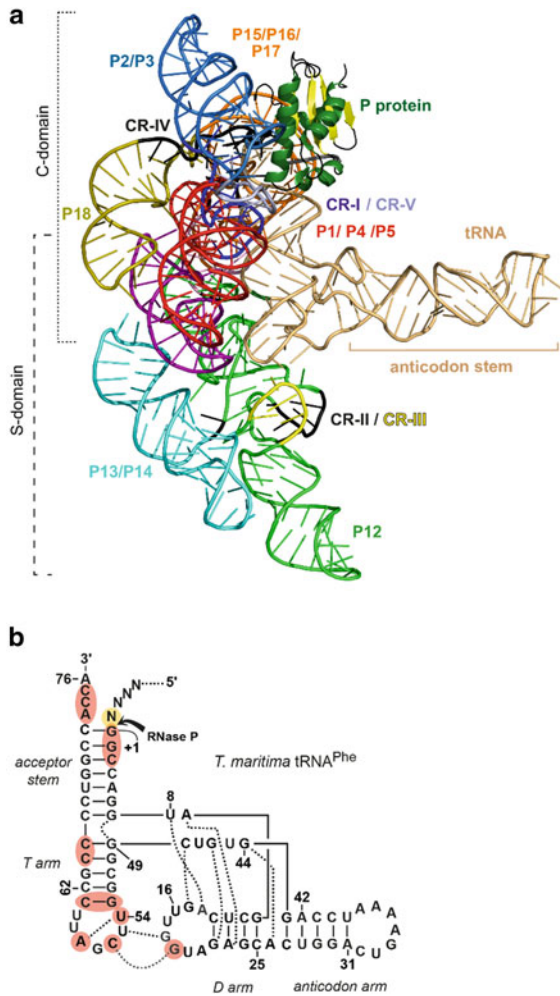 a
P15/P16/
P17
P2/P3
P protein
CR-IV
C-domain
CR-I / CR-V
P18
P1/ P4 /P5
tRNA
anticodon stem
S-domain
CR-II / CR-III
P13/P14
P12
b
3'
76 A
C
C
A
N N N N 5'
RNase P
+1
acceptor
stem
T. maritima tRNAPhe
C C G G U C C C
G G G C C A G G
8
U A
T arm
49
C U G U G
44
62
16
54
42
U U G A C U C G
G A C C U A A A A G
U G A G A G C A C U G G A C U
25
31
D arm
anticodon arm